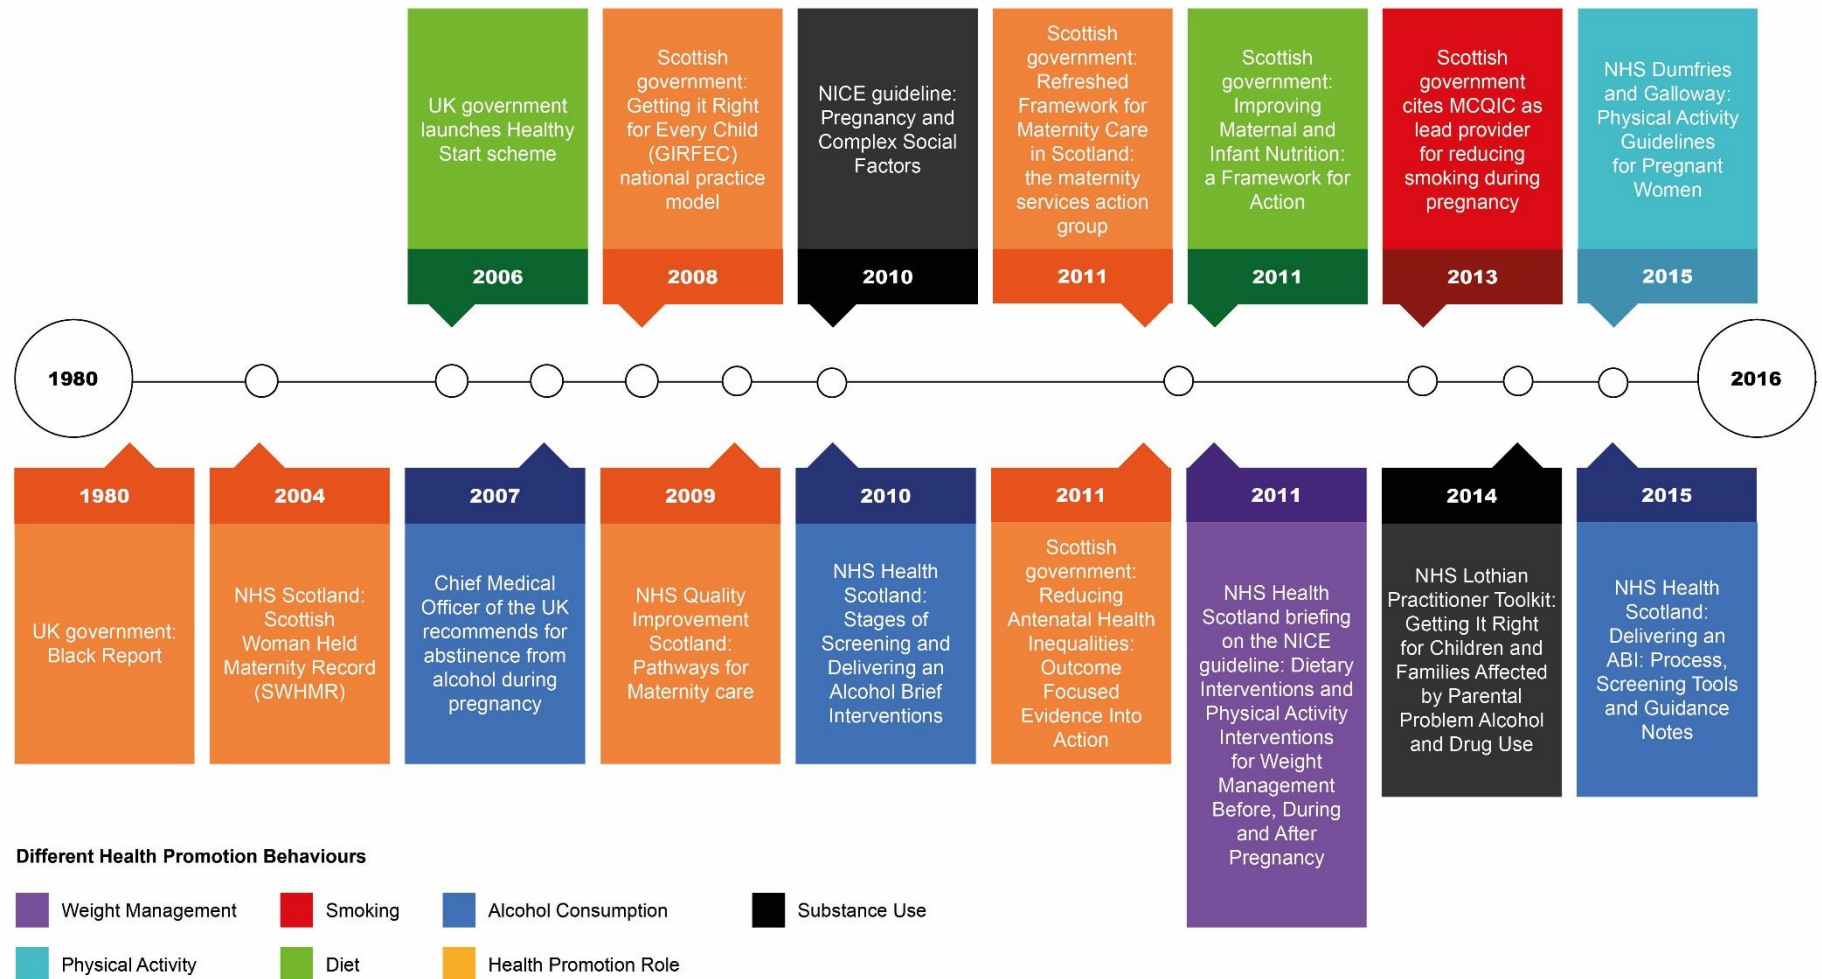 UK government
launches Healthy
Start scheme
2006
Scottish
government:
Getting it Right
for Every Child
(GIRFEC)
national practice
model
2008
NICE guideline:
Pregnancy and
Complex Social
Factors
2010
Scottish
government:
Refreshed
Framework for
Maternity Care
in Scotland:
the maternity
services action
group
2011
Scottish
government:
Improving
Maternal and
Infant Nutrition:
a Framework for
Action
2011
Scottish
government
cites MCQIC as
lead provider
for reducing
smoking during
pregnancy
2013
NHS Dumfries
and Galloway:
Physical Activity
Guidelines
for Pregnant
Women
2015
1980
2016
1980
UK government:
Black Report
2004
NHS Scotland:
Scottish
Woman Held
Maternity Record
(SWHMR)
2007
Chief Medical
Officer of the UK
recommends for
abstinence from
alcohol during
pregnancy
2009
NHS Quality
Improvement
Scotland:
Pathways for
Maternity care
2010
NHS Health
Scotland:
Stages of
Screening and
Delivering an
Alcohol Brief
Interventions
2011
Scottish
government:
Reducing
Antenatal Health
Inequalities:
Outcome
Focused
Evidence Into
Action
2011
NHS Health
Scotland briefing
on the NICE
guideline: Dietary
Interventions and
Physical Activity
Interventions
for Weight
Management
Before, During
and After
Pregnancy
2014
NHS Lothian
Practitioner Toolkit:
Getting It Right
for Children and
Families Affected
by Parental
Problem Alcohol
and Drug Use
2015
NHS Health
Scotland:
Delivering an
ABI: Process,
Screening Tools
and Guidance
Notes
Different Health Promotion Behaviours
Weight Management
Smoking
Alcohol Consumption
Substance Use
Physical Activity
Diet
Health Promotion Role